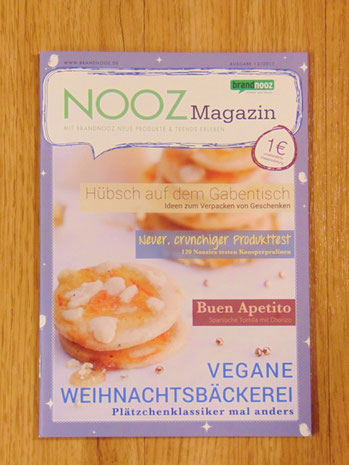 WWW.BRANDNOOZ.DE
AUSGABE 12/2017
brandnooz
NOOZ Magazin
MIT BRANDNOOZ NEUE PRODUKTE & TRENDS ERLEBEN
1€
Hübsch auf dem Gabentisch
Ideen zum Verpacken von Geschenken
Neuer, crunchiger Produkttest
Buen Apetito
Spanische Tortilla mit Chorizo
VEGANE
WEIHNACHTSBÄCKEREI
Plätzchenklassiker mal anders